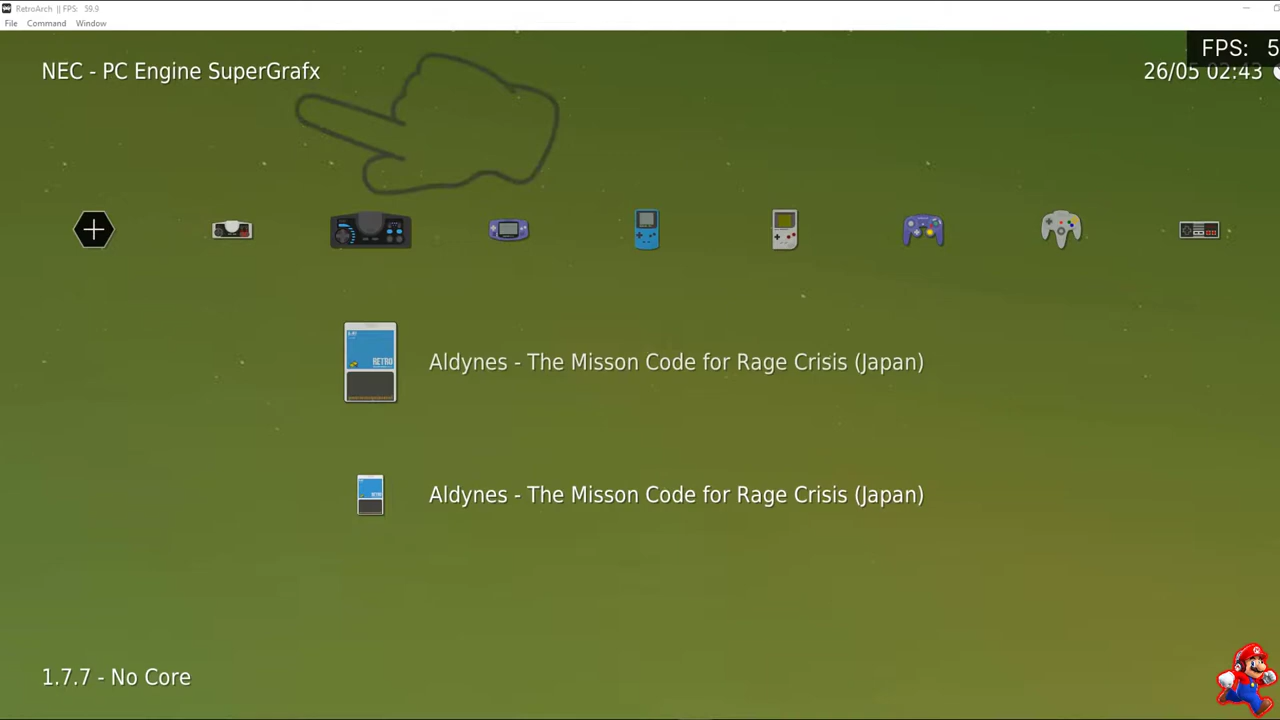 RetroArch || FPS: 59.9
File Command Window
FPS: 5
NEC - PC Engine SuperGrafx
26/05 02:43
RETRO
Aldynes - The Misson Code for Rage Crisis (Japan)
RETRO
Aldynes - The Misson Code for Rage Crisis (Japan)
1.7.7 - No Core